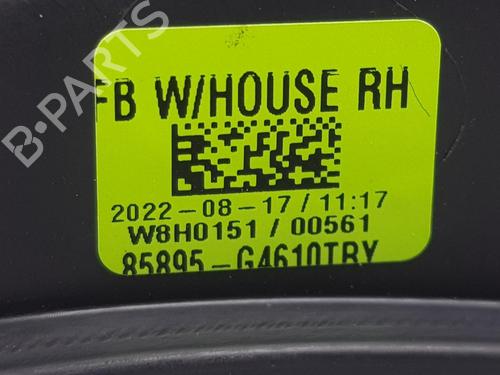 B-PARTS
FB W/HOUSE RH
2022-08-17/11:17
W8H0151/00561
85895-G4610TRY